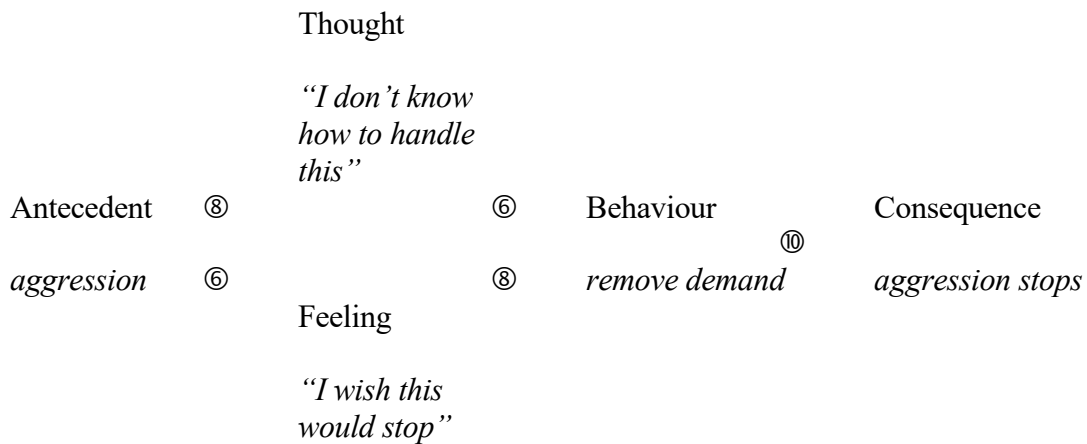 Thought
“I don’t know
how to handle
this”
Antecedent ⑧ ⑥ Behaviour Consequence
⑩
aggression ⑥ ⑧ remove demand aggression stops
Feeling
“I wish this
would stop”